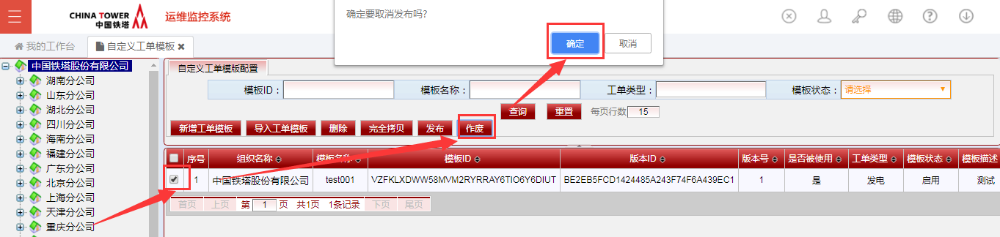 确定要取消发布吗?
CHINA TOWER
中国铁塔
运维监控系统
确定
取消
我的工作台
自定义工单模板
中国铁塔股份有限公司
湖南分公司
山东分公司
湖北分公司
四川分公司
海南分公司
福建分公司
广东分公司
北京分公司
上海分公司
天津分公司
重庆分公司
自定义工单模版配置
模板ID： 模板名称： 工单类型： 模板状态： 请选择
查询 重置 每页行数 15
新增工单模板 导入工单模板 删除 完全拷贝 发布 作废
序号 组织名称 模板名称 模板ID 版本ID 版本号 是否被使用 工单类型 模板状态 模板描述
1 中国铁塔股份有限公司 test001 VZFKLXDWW58MVM2RYRRAY6TIO6Y6DIUT BE2EB5FCD1424485A243F74F6A439EC1 1 是 发电 启用 测试
首页 上页 第 1 页 共1页 1条记录 下页 尾页